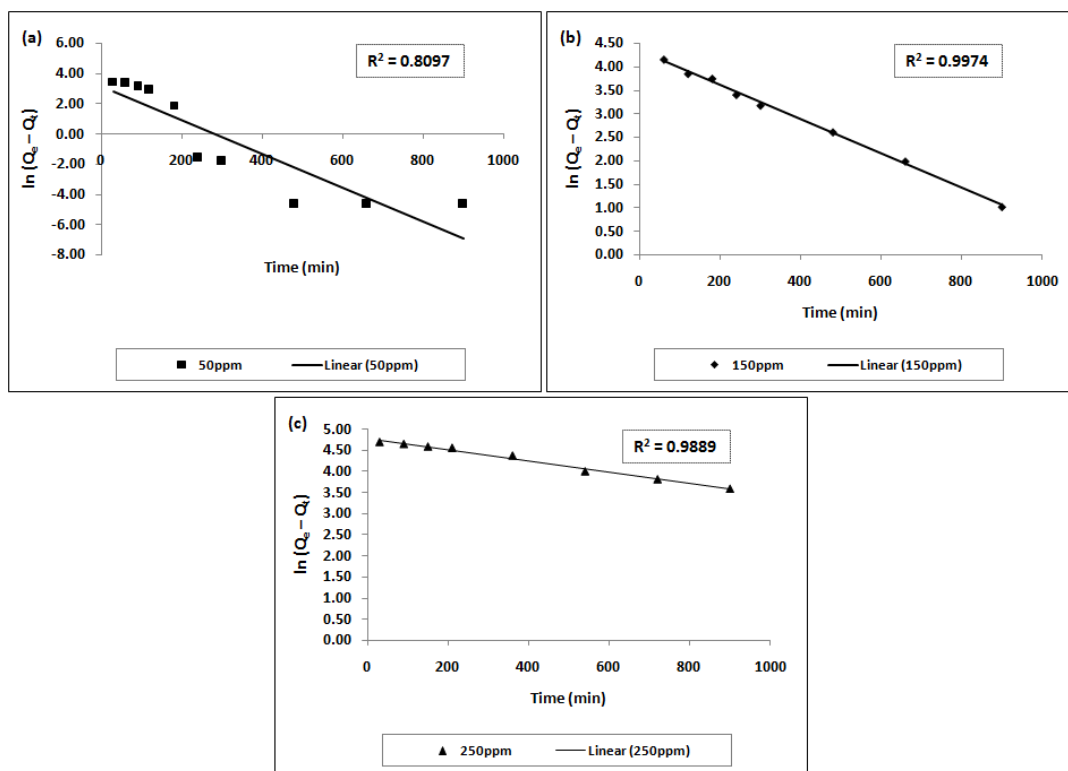 (a)
R² = 0.8097
6.00
4.00
2.00
0.00
-2.00
-4.00
-6.00
-8.00
0 200 400 600 800 1000
ln (Qₑ – Qₜ)
Time (min)
50ppm Linear (50ppm)
(b)
R² = 0.9974
4.50
4.00
3.50
3.00
2.50
2.00
1.50
1.00
0.50
0.00
0 200 400 600 800 1000
ln (Qₑ – Qₜ)
Time (min)
150ppm Linear (150ppm)
(c)
R² = 0.9889
5.00
4.50
4.00
3.50
3.00
2.50
2.00
1.50
1.00
0.50
0.00
0 200 400 600 800 1000
ln (Qₑ – Qₜ)
Time (min)
250ppm Linear (250ppm)